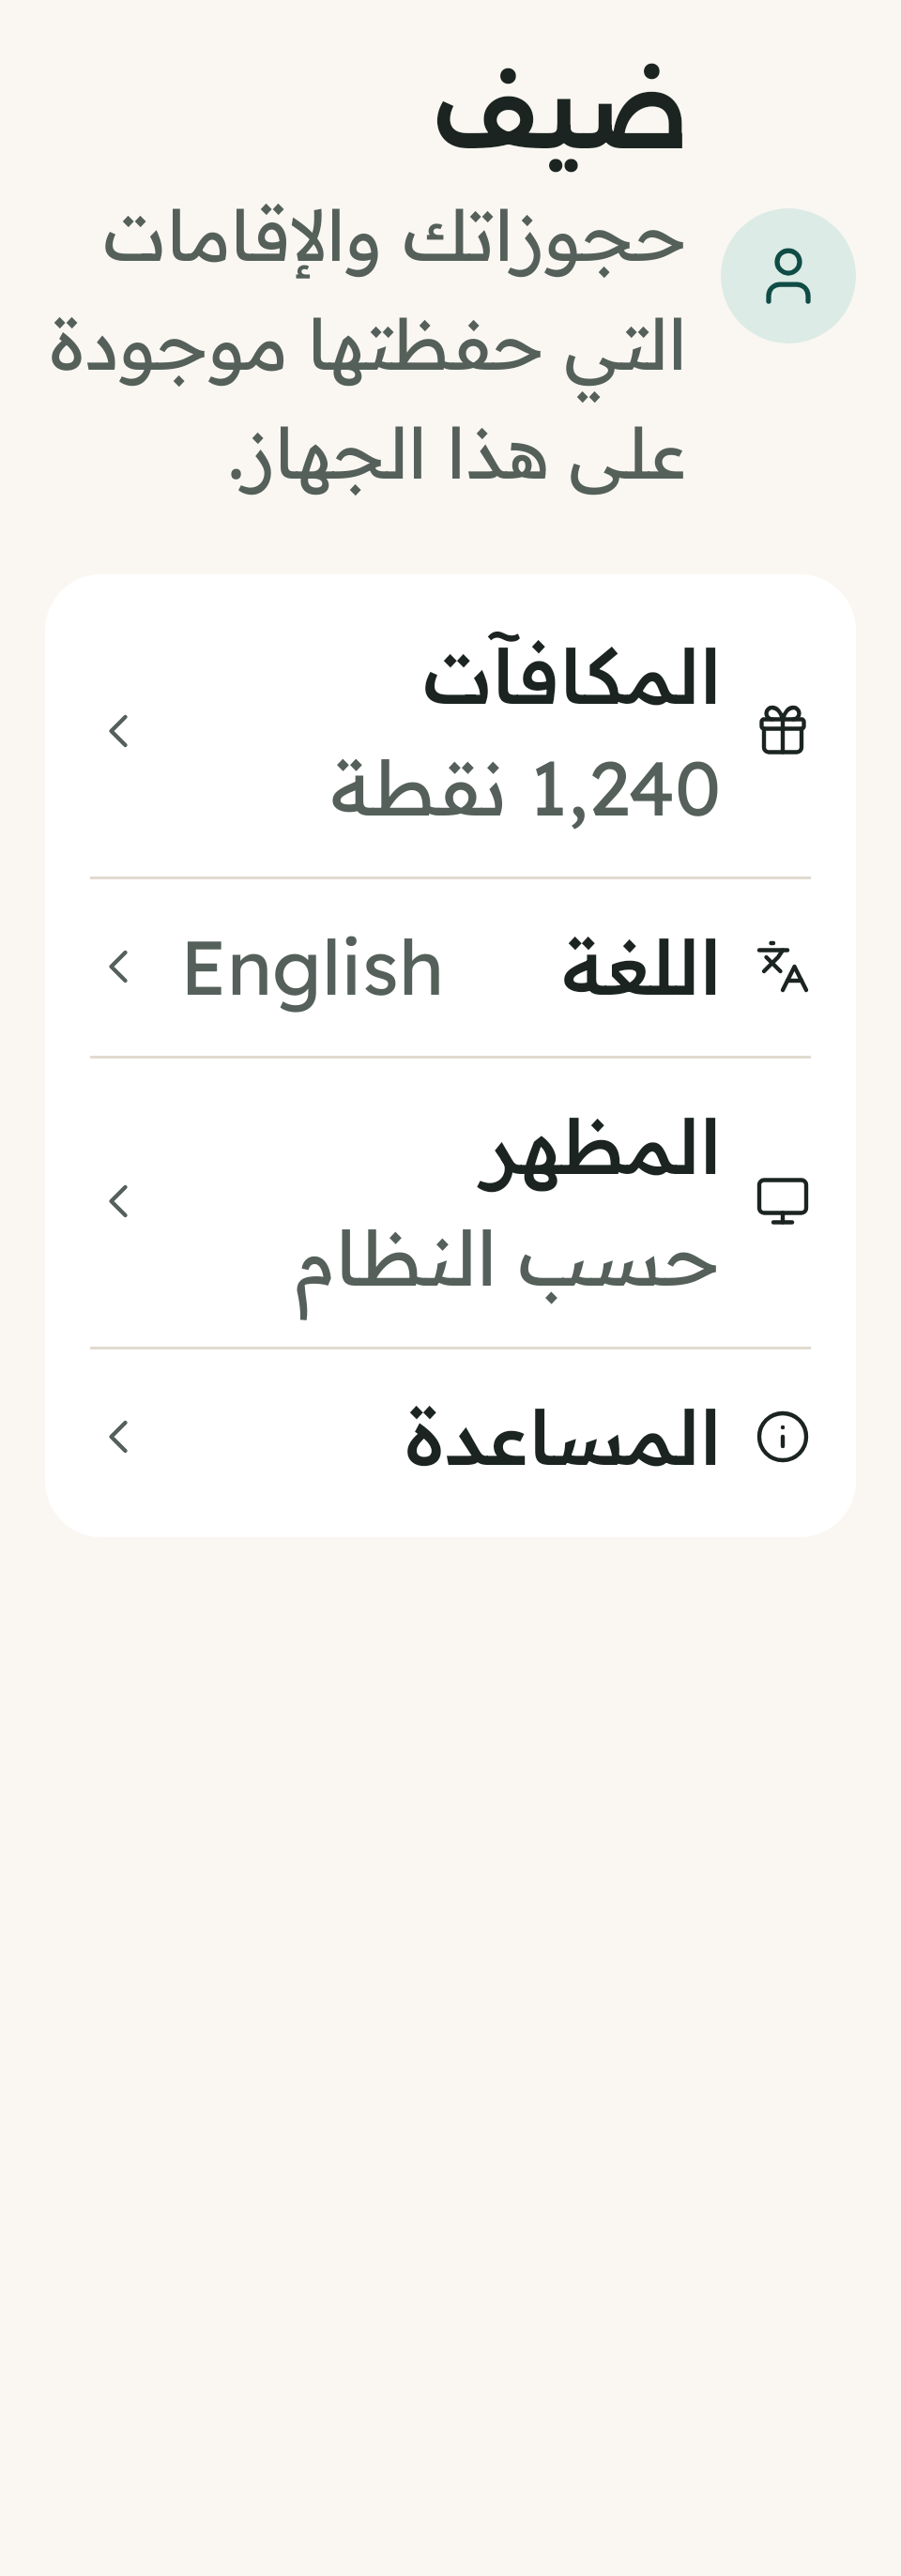 ضيف
حجوزاتك والإقامات
التي حفظتها موجودة
على هذا الجهاز.
المكافآت
1,240 نقطة
اللغة English
المظهر
حسب النظام
المساعدة